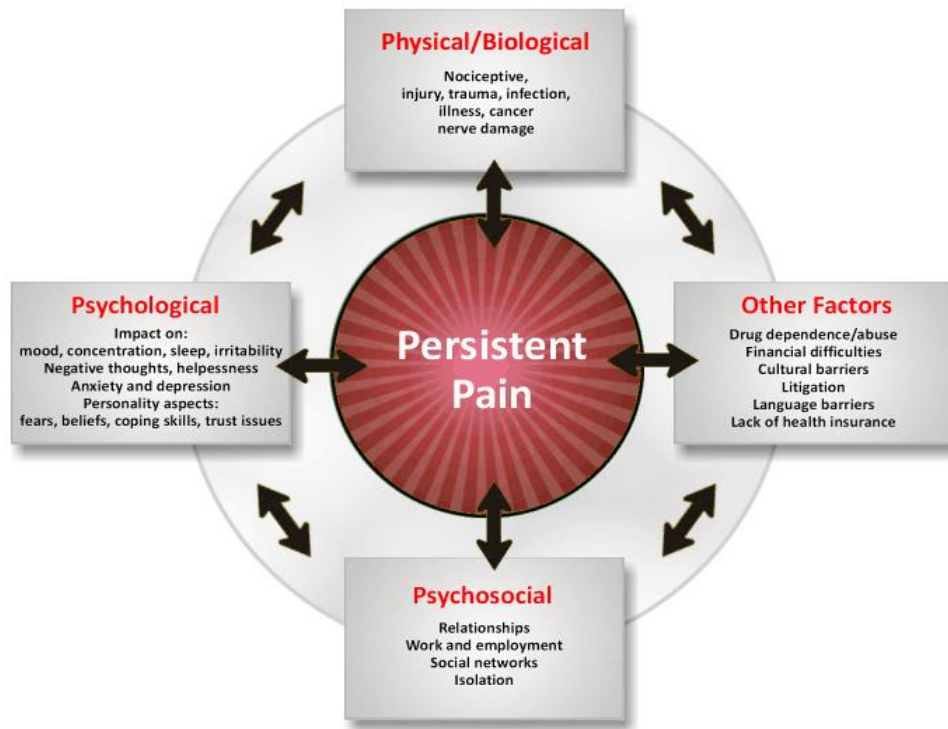 Physical/Biological
Nociceptive,
injury, trauma, infection,
illness, cancer
nerve damage
Psychological
Impact on:
mood, concentration, sleep, irritability
Negative thoughts, helpessness
Anxiety and depression
Personality aspects:
fears, beliefs, coping skills, trust issues
Persistent
Pain
Other Factors
Drug dependence/abuse
Financial difficulties
Cultural barriers
Litigation
Language barriers
Lack of health insurance
Psychosocial
Relationships
Work and employment
Social networks
Isolation